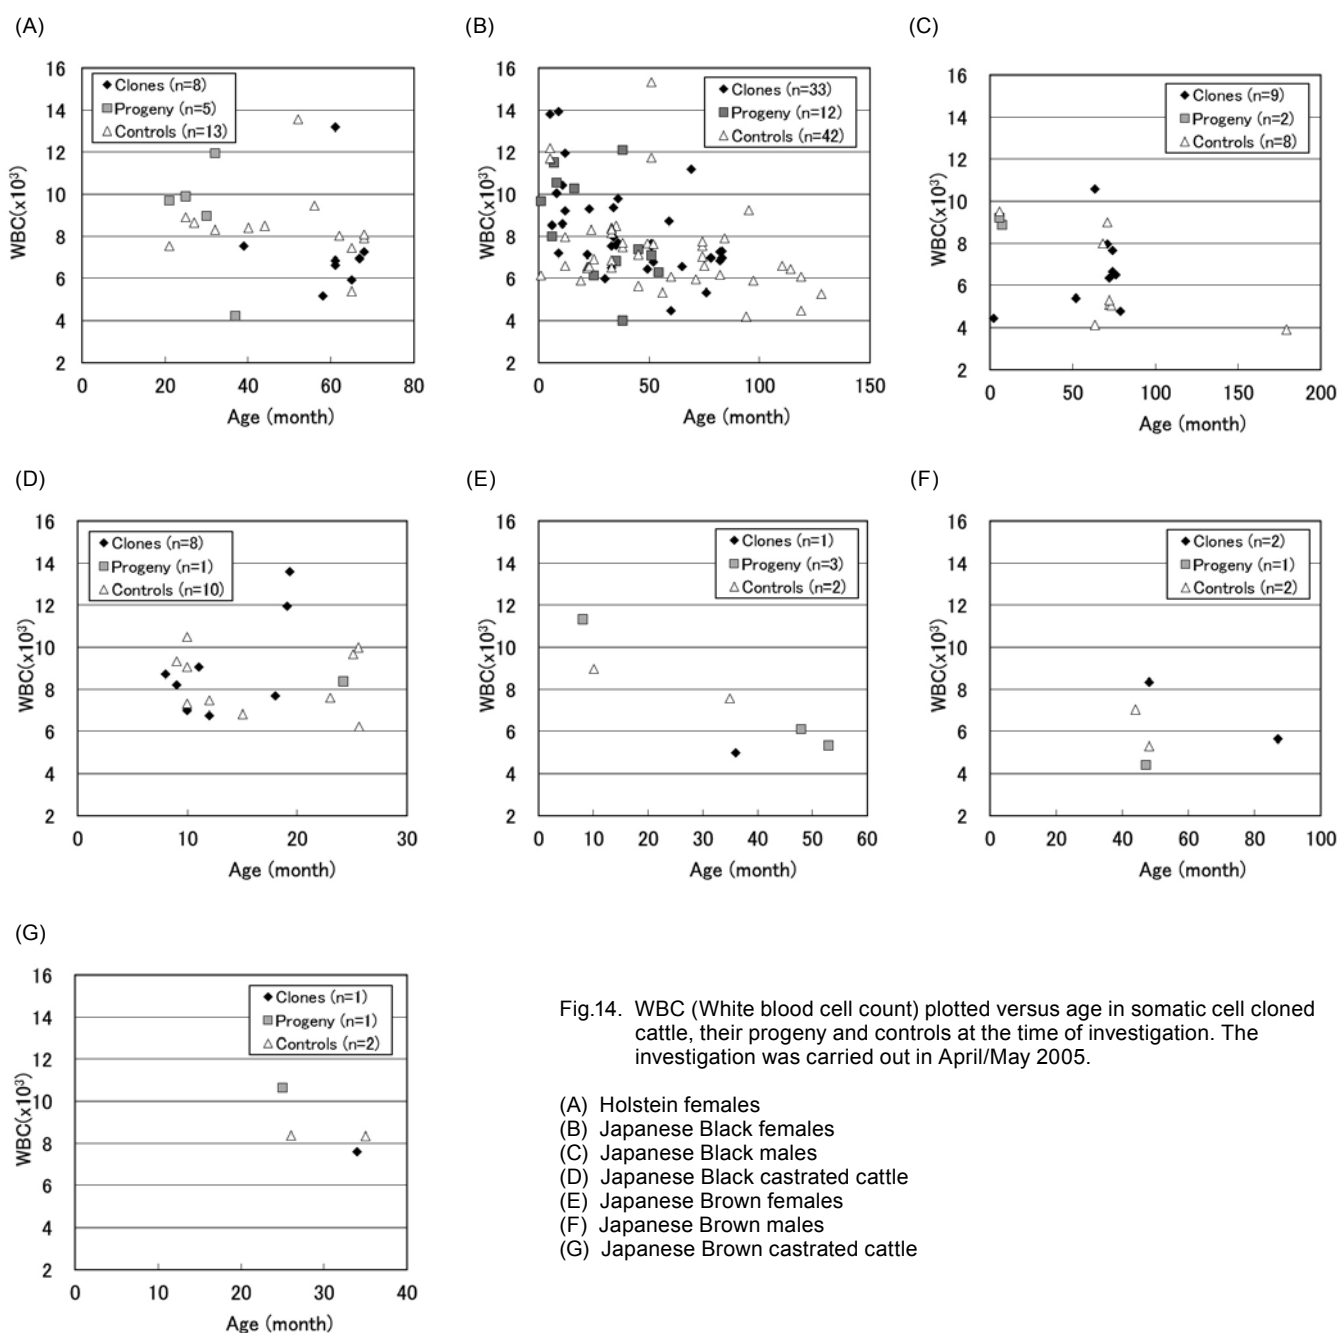 (A)
WBC(x10³)
16
14
12
10
8
6
4
2
0
20
40
60
80
Age (month)
Clones (n=8)
Progeny (n=5)
Controls (n=13)
(B)
WBC(x10³)
16
14
12
10
8
6
4
2
0
50
100
150
Age (month)
Clones (n=33)
Progeny (n=12)
Controls (n=42)
(C)
WBC(x10³)
16
14
12
10
8
6
4
2
0
50
100
150
200
Age (month)
Clones (n=9)
Progeny (n=2)
Controls (n=8)
(D)
WBC(x10³)
16
14
12
10
8
6
4
2
0
10
20
30
Age (month)
Clones (n=8)
Progeny (n=1)
Controls (n=10)
(E)
WBC(x10³)
16
14
12
10
8
6
4
2
0
10
20
30
40
50
60
Age (month)
Clones (n=1)
Progeny (n=3)
Controls (n=2)
(F)
WBC(x10³)
16
14
12
10
8
6
4
2
0
20
40
60
80
100
Age (month)
Clones (n=2)
Progeny (n=1)
Controls (n=2)
(G)
WBC(x10³)
16
14
12
10
8
6
4
2
0
10
20
30
40
Age (month)
Clones (n=1)
Progeny (n=1)
Controls (n=2)
Fig.14. WBC (White blood cell count) plotted versus age in somatic cell cloned
cattle, their progeny and controls at the time of investigation. The
investigation was carried out in April/May 2005.
(A) Holstein females
(B) Japanese Black females
(C) Japanese Black males
(D) Japanese Black castrated cattle
(E) Japanese Brown females
(F) Japanese Brown males
(G) Japanese Brown castrated cattle